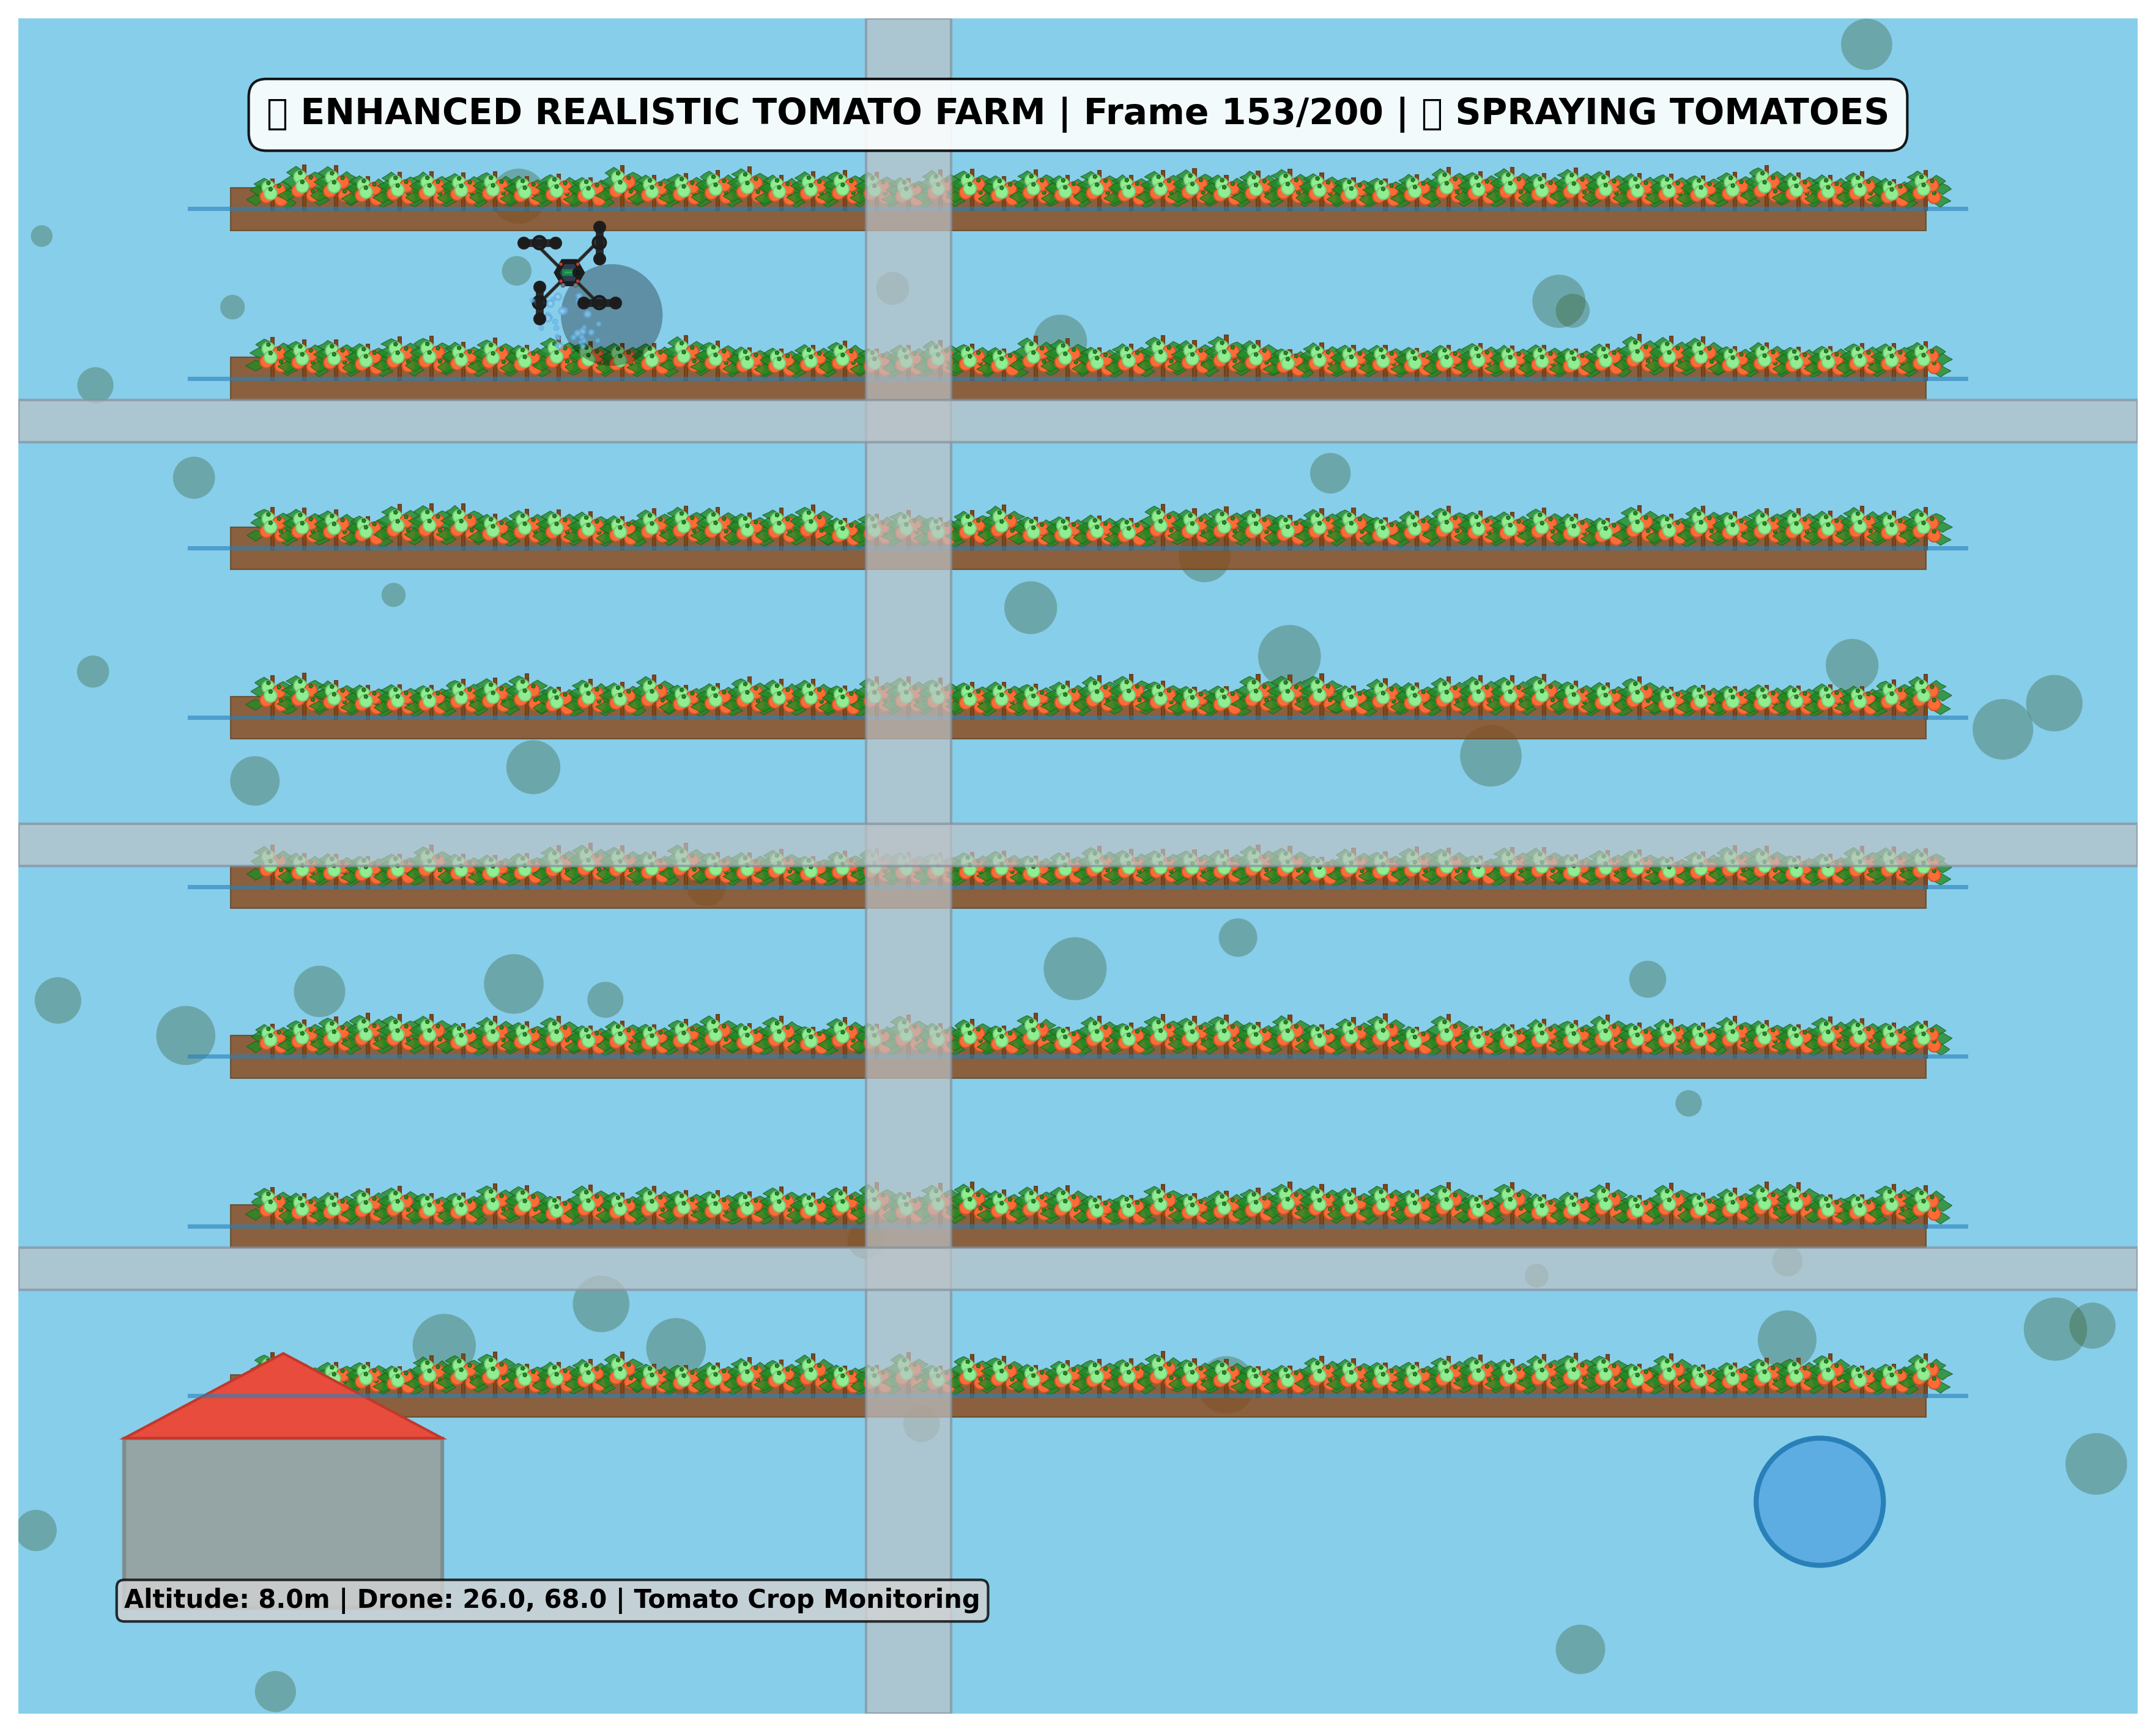 ▯ ENHANCED REALISTIC TOMATO FARM | Frame 153/200 | ▯ SPRAYING TOMATOES
Altitude: 8.0m | Drone: 26.0, 68.0 | Tomato Crop Monitoring